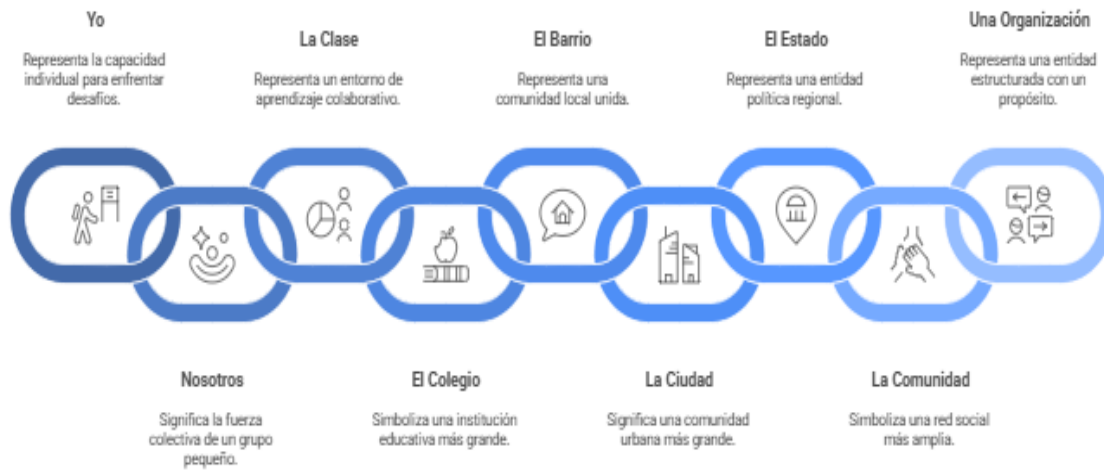 Yo
Representa la capacidad
individual para enfrentar
desafíos.
La Clase
Representa un entorno de
aprendizaje colaborativo.
El Barrio
Representa una
comunidad local unida.
El Estado
Representa una entidad
política regional.
Una Organización
Representa una entidad
estructurada con un
propósito.
Nosotros
Significa la fuerza
colectiva de un grupo
pequeño.
El Colegio
Simboliza una institución
educativa más grande.
La Ciudad
Significa una comunidad
urbana más grande.
La Comunidad
Simboliza una red social
más amplia.